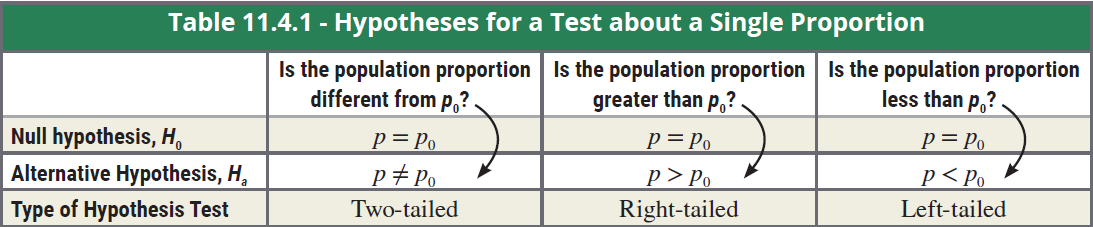 Table 11.4.1 - Hypotheses for a Test about a Single Proportion
Is the population proportion different from p₀? Is the population proportion greater than p₀? Is the population proportion less than p₀?
Null hypothesis, H₀ p = p₀ p = p₀ p = p₀
Alternative Hypothesis, Hₐ p ≠ p₀ p > p₀ p < p₀
Type of Hypothesis Test Two-tailed Right-tailed Left-tailed